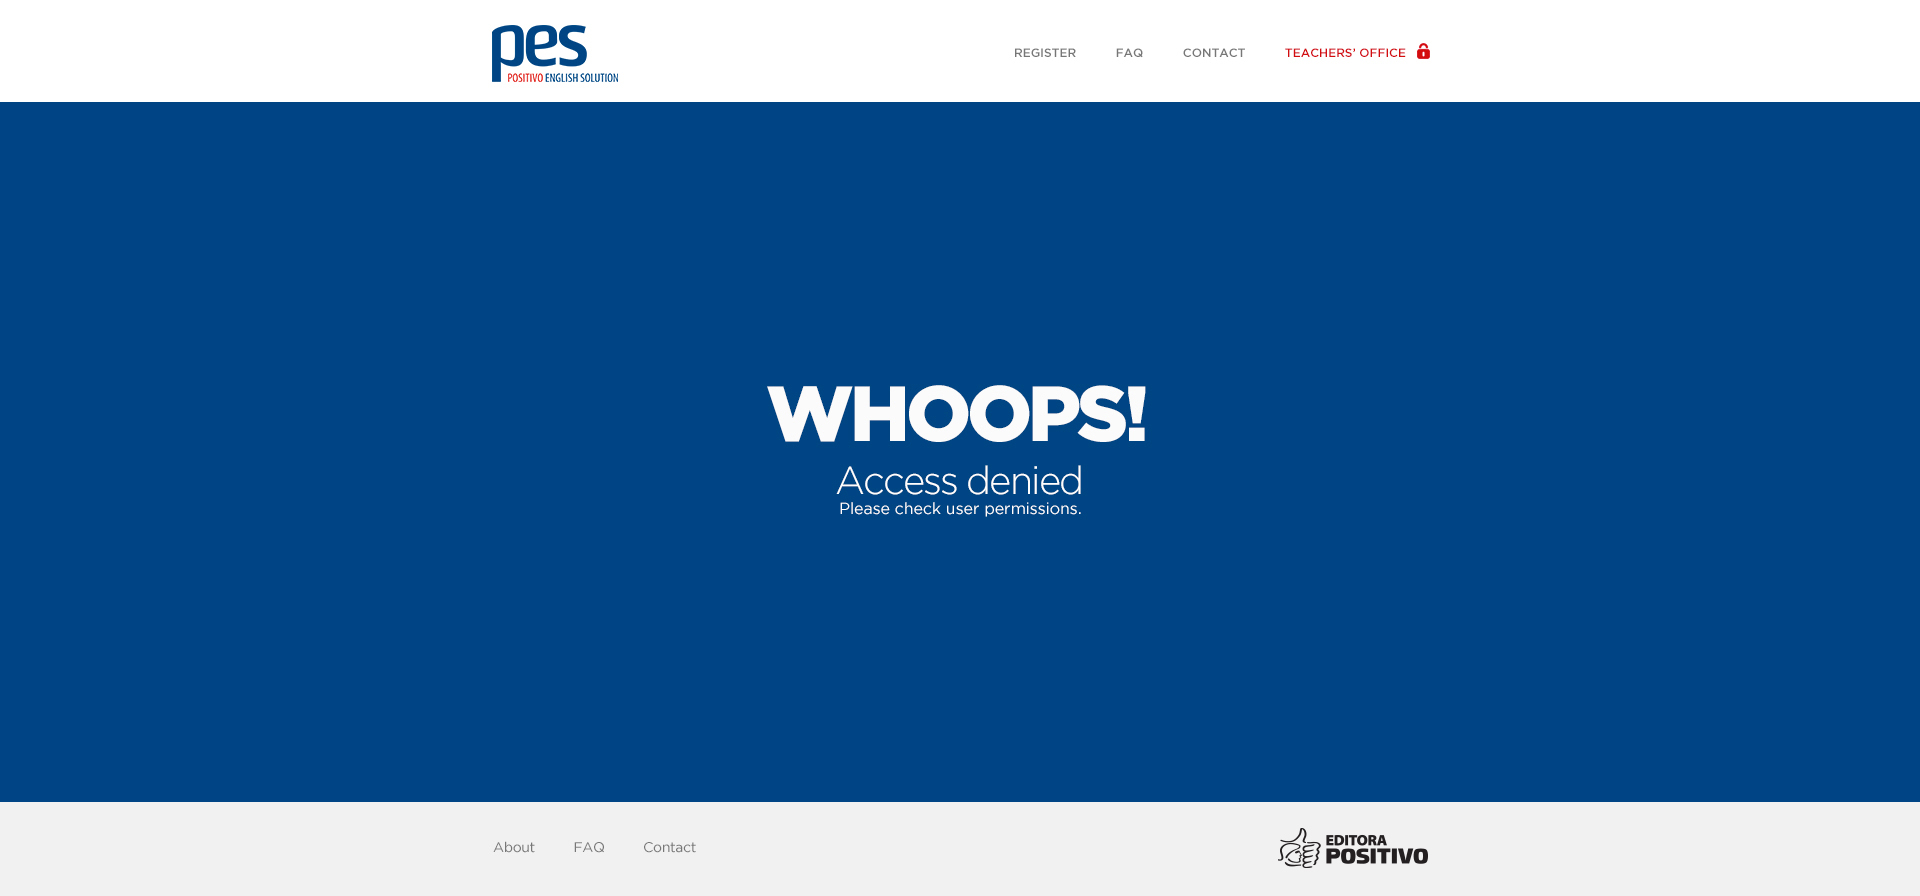 pes
POSITIVO ENGLISH SOLUTION
REGISTER FAQ CONTACT TEACHERS' OFFICE
WHOOPS!
Access denied
Please check user permissions.
About FAQ Contact
EDITORA
POSITIVO